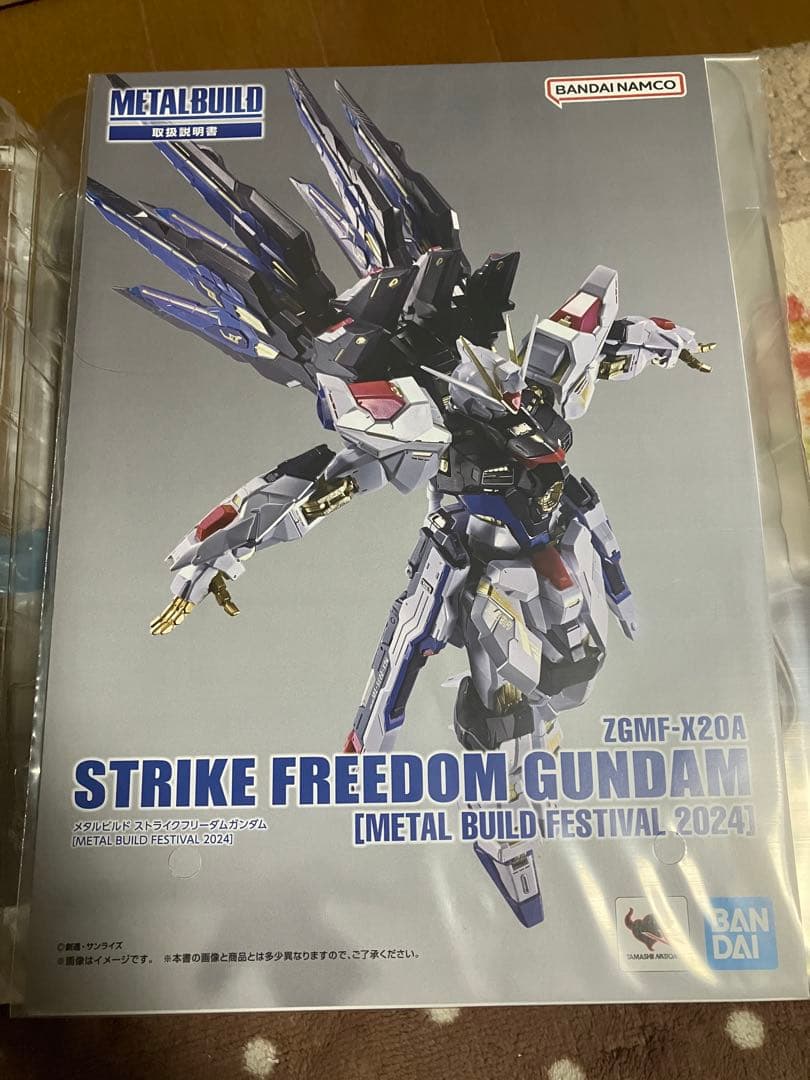 METAL BUILD
取扱説明書
BANDAI NAMCO
ZGMF-X20A
STRIKE FREEDOM GUNDAM
[METAL BUILD FESTIVAL 2024]
メタルビルド ストライクフリーダムガンダム
[METAL BUILD FESTIVAL 2024]
©創通・サンライズ
※画像はイメージです。 ※本書の画像と商品とは多少異なりますので、ご了承ください。
TAMASHII NATIONS
BAN
DAI